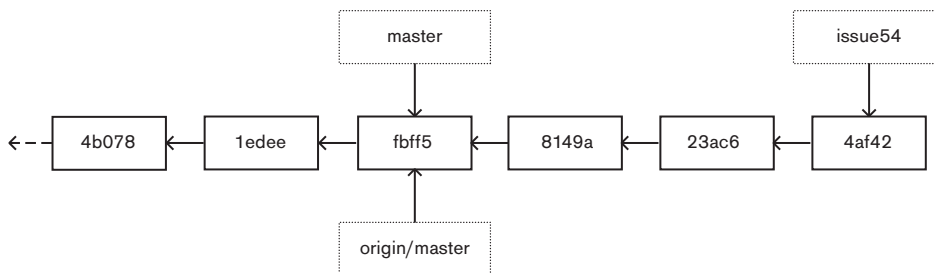 master
issue54
4b078
1edee
fbff5
8149a
23ac6
4af42
origin/master